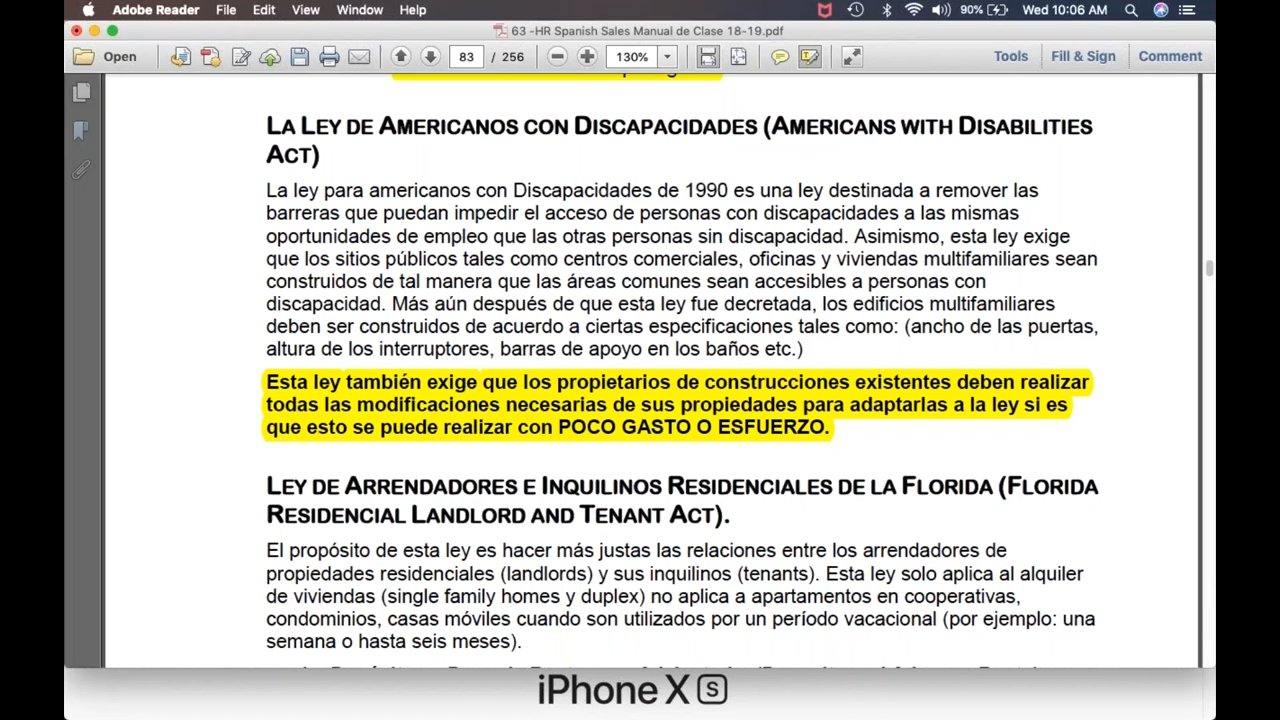 Adobe Reader File Edit View Window Help 90% Wed 10:06 AM
63 -HR Spanish Sales Manual de Clase 18-19.pdf
Open 83 / 256 130% Tools Fill & Sign Comment
LA LEY DE AMERICANOS CON DISCAPACIDADES (AMERICANS WITH DISABILITIES
ACT)
La ley para americanos con Discapacidades de 1990 es una ley destinada a remover las
barreras que puedan impedir el acceso de personas con discapacidades a las mismas
oportunidades de empleo que las otras personas sin discapacidad. Asimismo, esta ley exige
que los sitios públicos tales como centros comerciales, oficinas y viviendas multifamiliares sean
construidos de tal manera que las áreas comunes sean accesibles a personas con
discapacidad. Más aún después de que esta ley fue decretada, los edificios multifamiliares
deben ser construidos de acuerdo a ciertas especificaciones tales como: (ancho de las puertas,
altura de los interruptores, barras de apoyo en los baños etc.)
Esta ley también exige que los propietarios de construcciones existentes deben realizar
todas las modificaciones necesarias de sus propiedades para adaptarlas a la ley si es
que esto se puede realizar con POCO GASTO O ESFUERZO.
LEY DE ARRENDADORES E INQUILINOS RESIDENCIALES DE LA FLORIDA (FLORIDA
RESIDENCIAL LANDLORD AND TENANT ACT).
El propósito de esta ley es hacer más justas las relaciones entre los arrendadores de
propiedades residenciales (landlords) y sus inquilinos (tenants). Esta ley solo aplica al alquiler
de viviendas (single family homes y duplex) no aplica a apartamentos en cooperativas,
condominios, casas móviles cuando son utilizados por un período vacacional (por ejemplo: una
semana o hasta seis meses).
iPhone XS